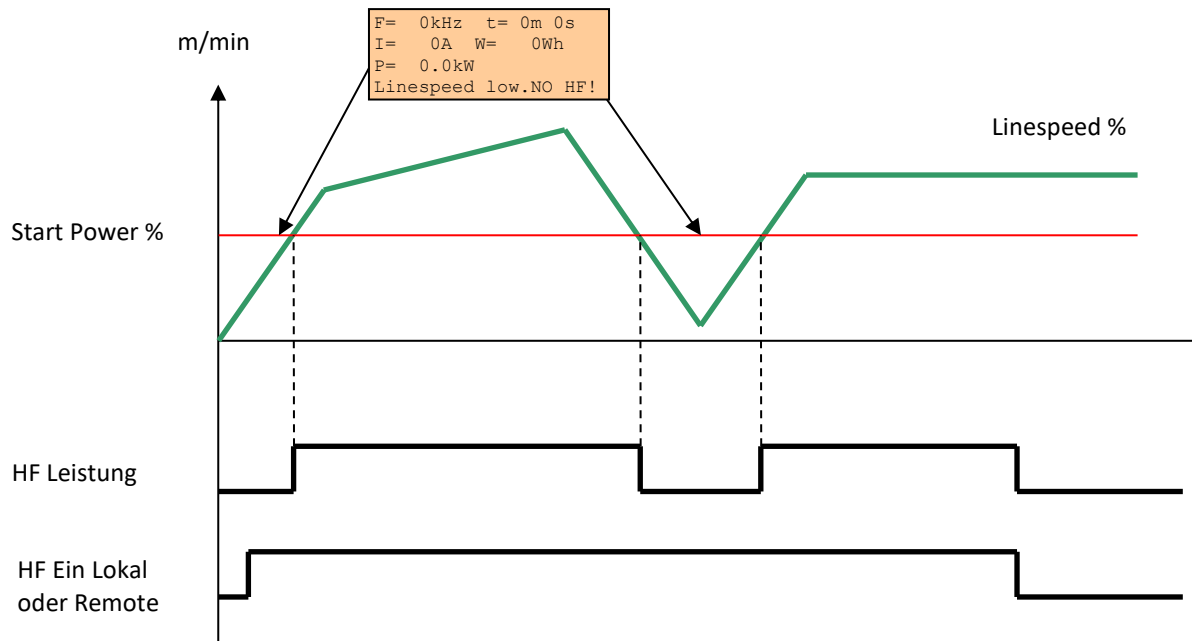 F=   0kHz  t= 0m 0s
I=    0A  W=    0Wh
P=  0.0kW
Linespeed low.NO HF!
m/min
Linespeed %
Start Power %
HF Leistung
HF Ein Lokal
oder Remote